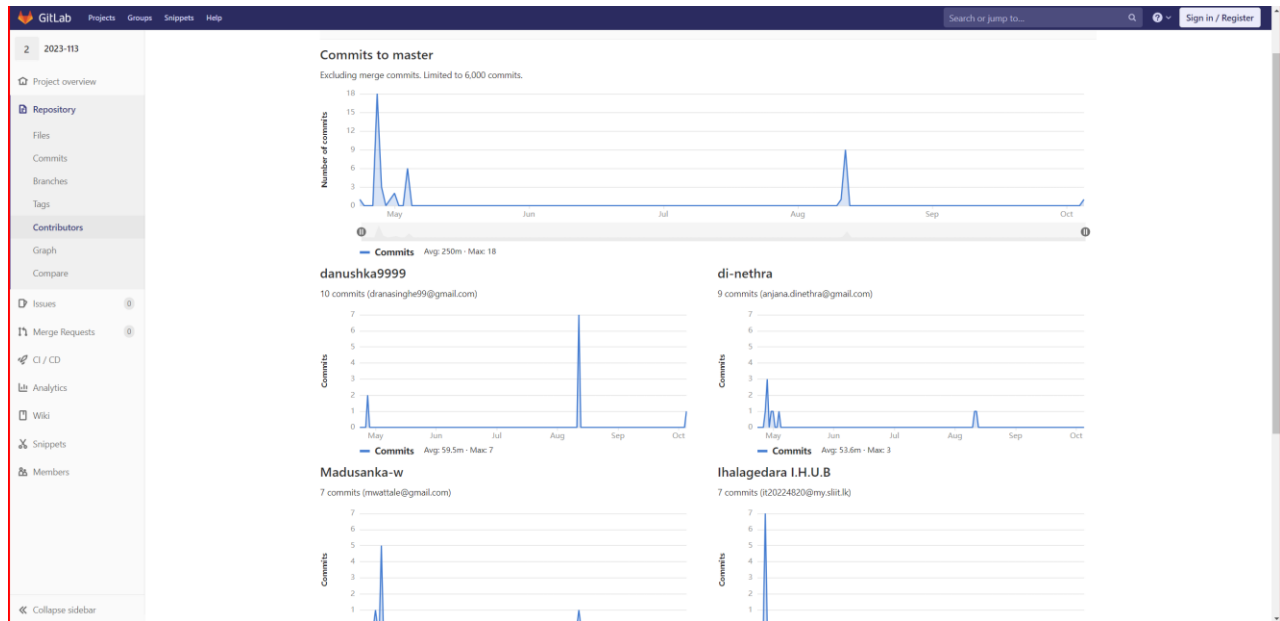 GitLab Projects Groups Snippets Help Search or jump to... Sign in / Register
2 2023-113
Project overview
Repository
Files
Commits
Branches
Tags
Contributors
Graph
Compare
Issues 0
Merge Requests 0
CI / CD
Analytics
Wiki
Snippets
Members
Collapse sidebar
Commits to master
Excluding merge commits. Limited to 6,000 commits.
Number of commits
18
15
12
9
6
3
0
May Jun Jul Aug Sep Oct
Commits Avg: 250m · Max: 18
danushka9999
10 commits (dranasinghe99@gmail.com)
Commits
7
6
5
4
3
2
1
0
May Jun Jul Aug Sep Oct
Commits Avg: 59.5m · Max: 7
di-nethra
9 commits (anjana.dinethra@gmail.com)
Commits
7
6
5
4
3
2
1
0
May Jun Jul Aug Sep Oct
Commits Avg: 53.6m · Max: 3
Madusanka-w
7 commits (mwattale@gmail.com)
Commits
7
6
5
4
3
2
1
Ihalagedara I.H.U.B
7 commits (it20224820@my.sliit.lk)
Commits
7
6
5
4
3
2
1